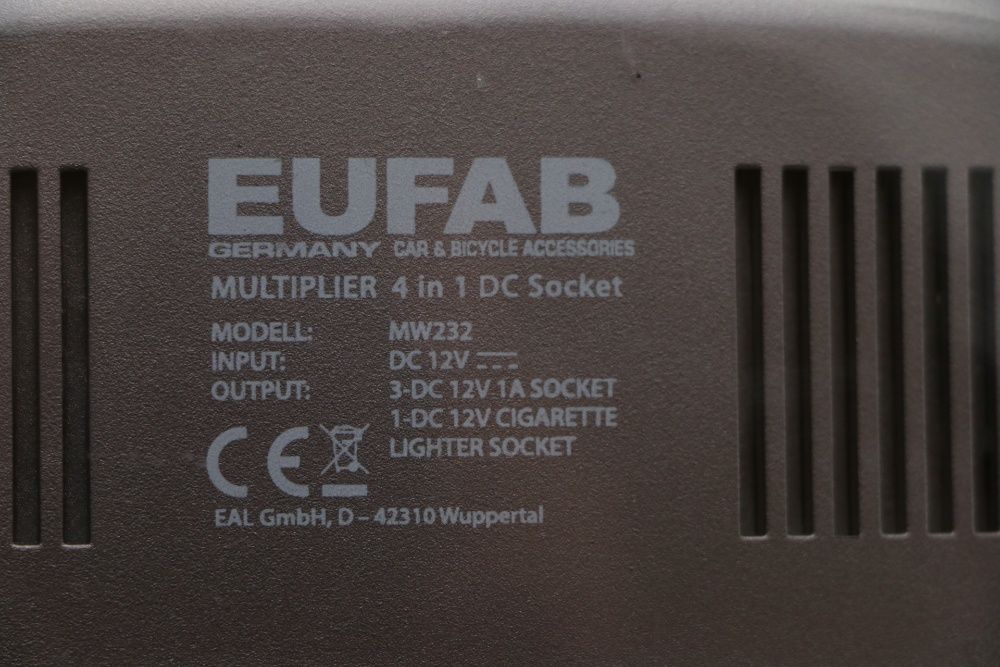 EUFAB
GERMANY CAR & BICYCLE ACCESSORIES
MULTIPLIER 4 in 1 DC Socket
MODELL: MW232
INPUT: DC 12V ⎓
OUTPUT: 3-DC 12V 1A SOCKET
1-DC 12V CIGARETTE
LIGHTER SOCKET
CE
EAL GmbH, D – 42310 Wuppertal